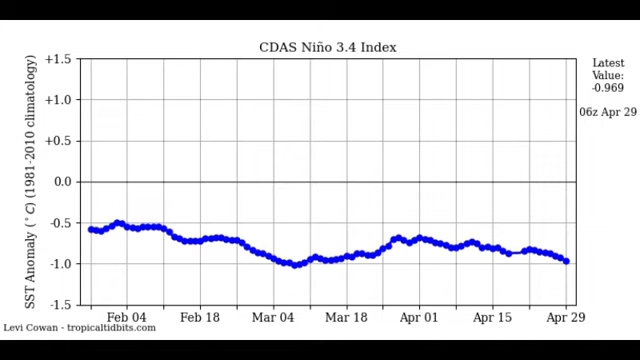 CDAS Niño 3.4 Index
Latest
Value:
-0.969
06z Apr 29
SST Anomaly (°C) (1981-2010 climatology)
+1.5
+1.0
+0.5
0.0
-0.5
-1.0
-1.5
Feb 04 Feb 18 Mar 04 Mar 18 Apr 01 Apr 15 Apr 29
Levi Cowan - tropicaltidbits.com